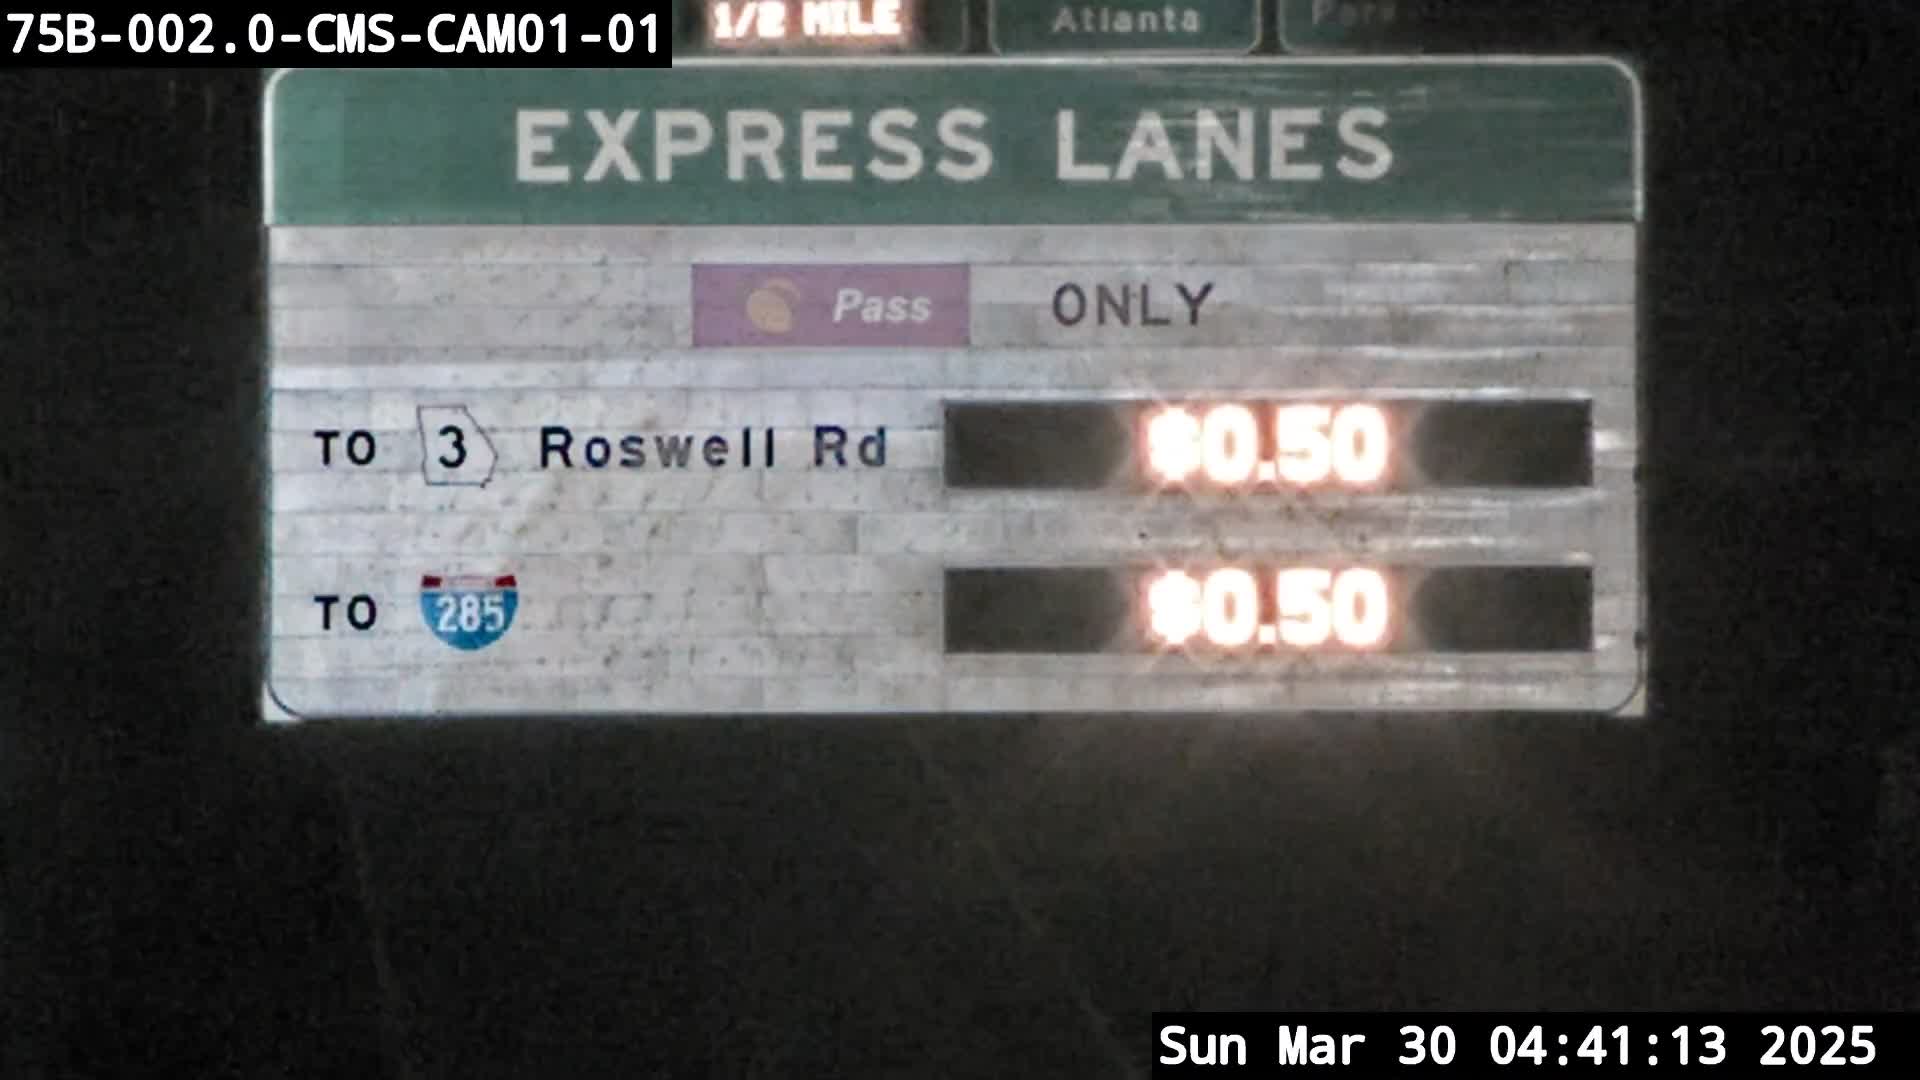 75B-002.0-CMS-CAM01-01
1/2 MILE
Atlanta
Park
EXPRESS LANES
Pass ONLY
TO 3 Roswell Rd $0.50
TO 285 $0.50
Sun Mar 30 04:41:13 2025